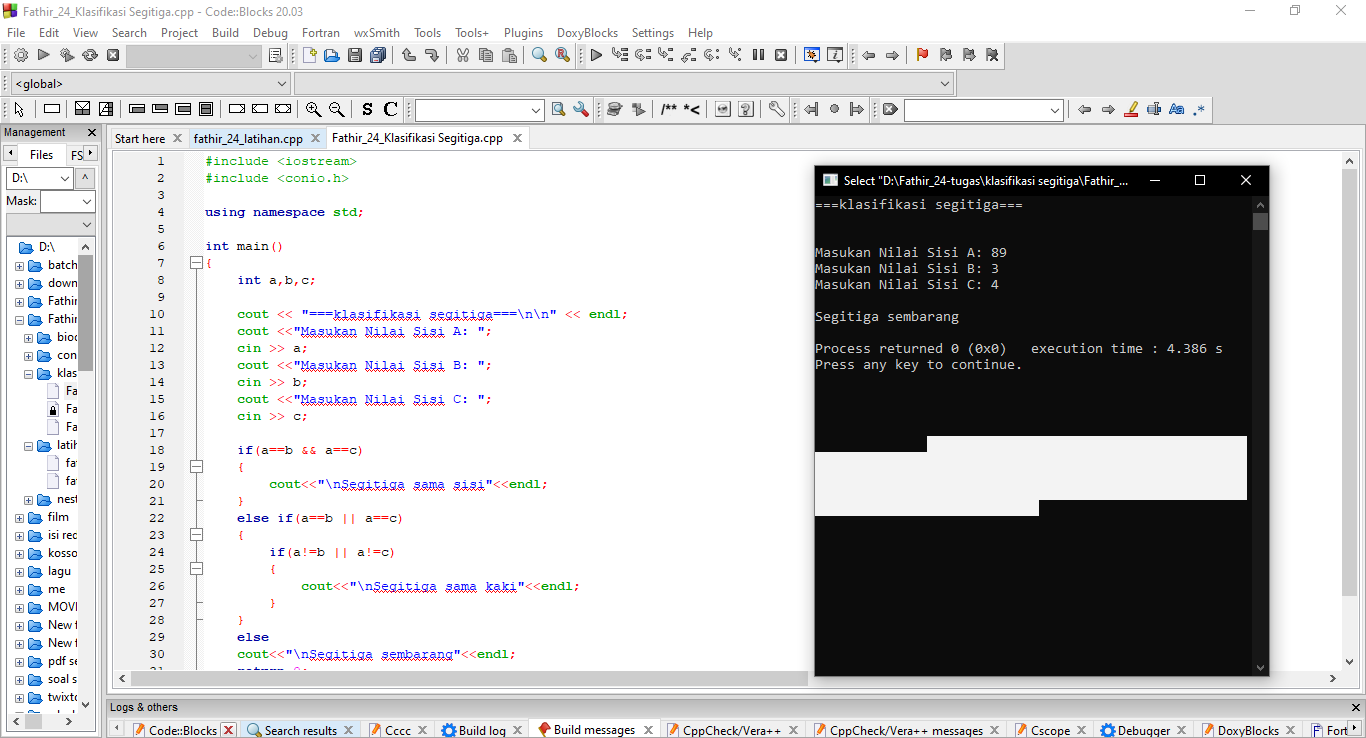 Fathir_24_Klasifikasi Segitiga.cpp - Code::Blocks 20.03
File Edit View Search Project Build Debug Fortran wxSmith Tools Tools+ Plugins DoxyBlocks Settings Help
<global>
S C
/** *<
Aa .*
Management
Files FS
D:\
Mask:
D:\
batch
down
Fathir
Fathir
bioc
con
klas
Fa
Fa
Fa
latih
fat
fat
nest
film
isi rec
kosso
lagu
me
MOVI
New f
New f
pdf se
soal s
twixto
Start here fathir_24_latihan.cpp Fathir_24_Klasifikasi Segitiga.cpp
1 #include <iostream>
2 #include <conio.h>
3
4 using namespace std;
5
6 int main()
7 {
8 int a,b,c;
9
10 cout << "===klasifikasi segitiga===\n\n" << endl;
11 cout <<"Masukan Nilai Sisi A: ";
12 cin >> a;
13 cout <<"Masukan Nilai Sisi B: ";
14 cin >> b;
15 cout <<"Masukan Nilai Sisi C: ";
16 cin >> c;
17
18 if(a==b && a==c)
19 {
20 cout<<"\nSegitiga sama sisi"<<endl;
21 }
22 else if(a==b || a==c)
23 {
24 if(a!=b || a!=c)
25 {
26 cout<<"\nSegitiga sama kaki"<<endl;
27 }
28 }
29 else
30 cout<<"\nSegitiga sembarang"<<endl;
31 return 0;
Select "D:\Fathir_24-tugas\klasifikasi segitiga\Fathir_...
===klasifikasi segitiga===
Masukan Nilai Sisi A: 89
Masukan Nilai Sisi B: 3
Masukan Nilai Sisi C: 4
Segitiga sembarang
Process returned 0 (0x0) execution time : 4.386 s
Press any key to continue.
Logs & others
Code::Blocks Search results Cccc Build log Build messages CppCheck/Vera++ CppCheck/Vera++ messages Cscope Debugger DoxyBlocks Fort